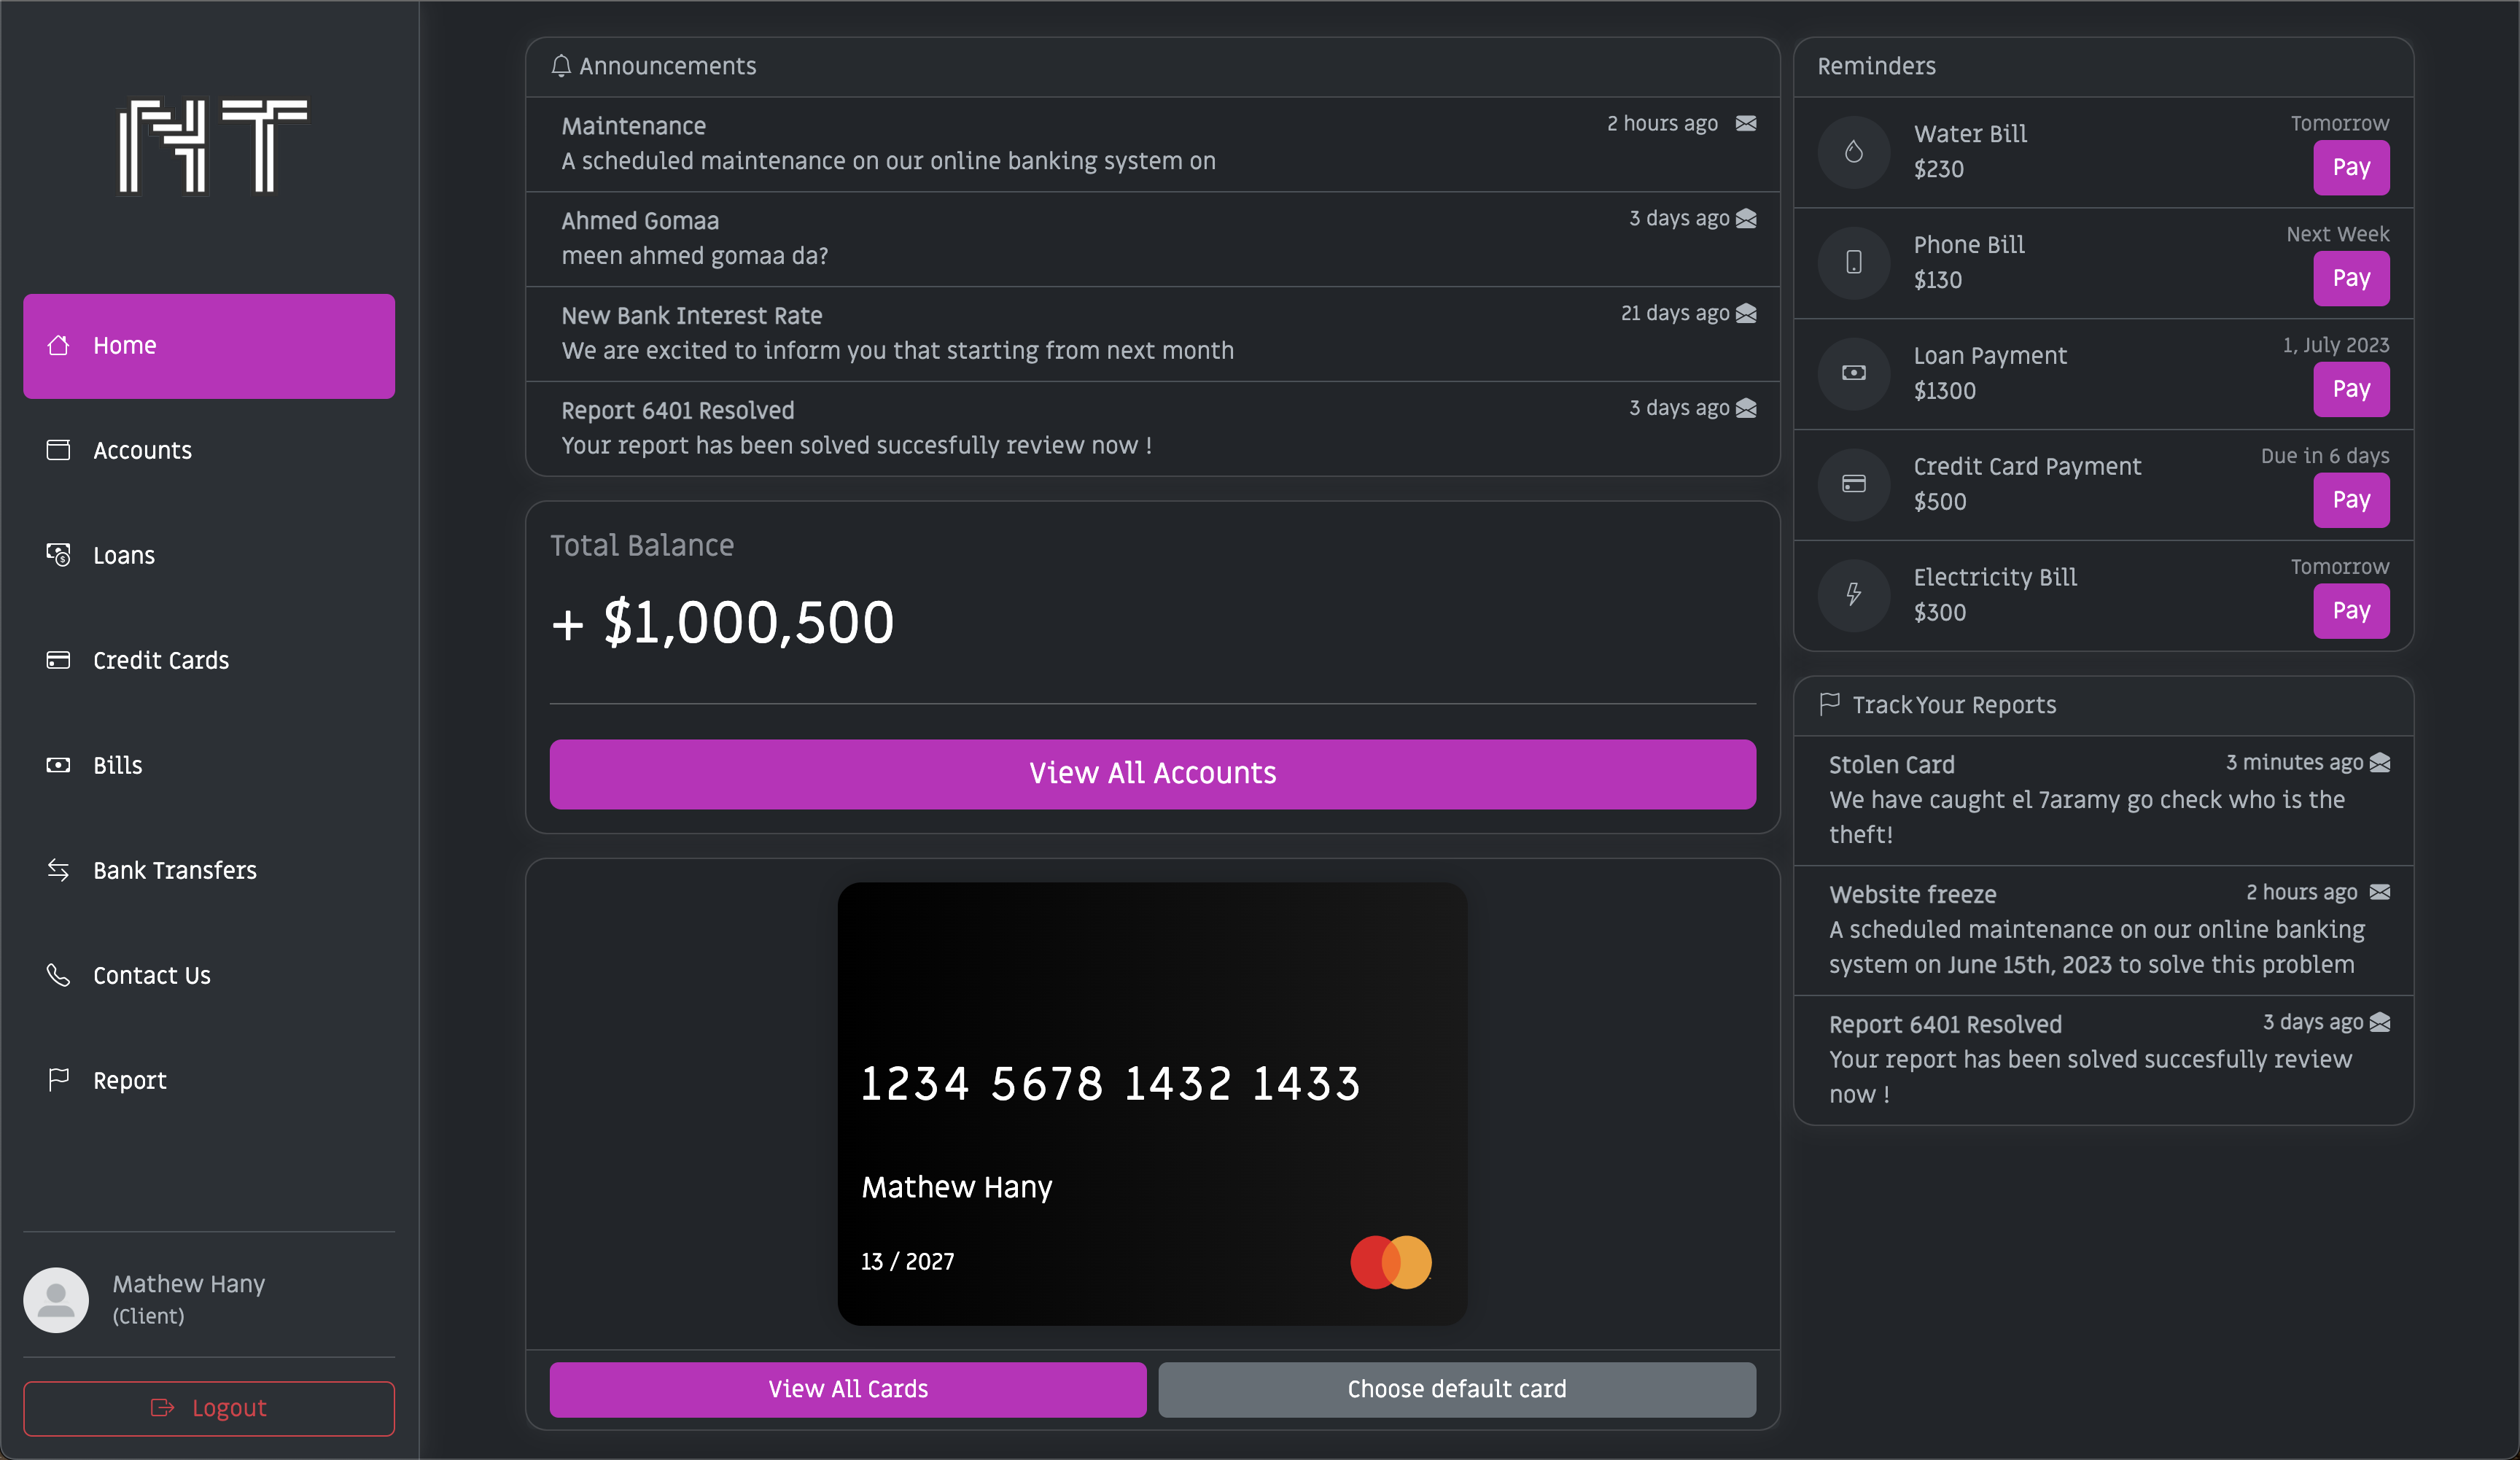 NT
Home
Accounts
Loans
Credit Cards
Bills
Bank Transfers
Contact Us
Report
Mathew Hany
(Client)
Logout
Announcements
Maintenance 2 hours ago
A scheduled maintenance on our online banking system on
Ahmed Gomaa 3 days ago
meen ahmed gomaa da?
New Bank Interest Rate 21 days ago
We are excited to inform you that starting from next month
Report 6401 Resolved 3 days ago
Your report has been solved succesfully review now !
Total Balance
+ $1,000,500
View All Accounts
1234 5678 1432 1433
Mathew Hany
13 / 2027
View All Cards
Choose default card
Reminders
Water Bill Tomorrow
$230 Pay
Phone Bill Next Week
$130 Pay
Loan Payment 1, July 2023
$1300 Pay
Credit Card Payment Due in 6 days
$500 Pay
Electricity Bill Tomorrow
$300 Pay
Track Your Reports
Stolen Card 3 minutes ago
We have caught el 7aramy go check who is the
theft!
Website freeze 2 hours ago
A scheduled maintenance on our online banking
system on June 15th, 2023 to solve this problem
Report 6401 Resolved 3 days ago
Your report has been solved succesfully review
now !